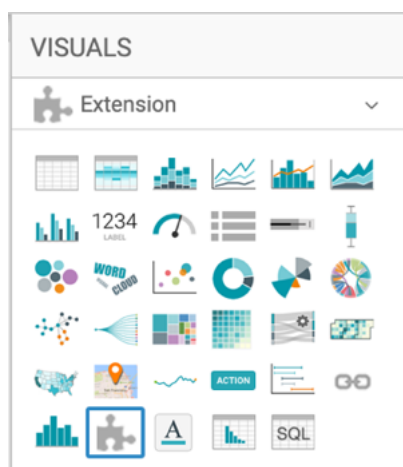 VISUALS
Extension
1234
LABEL
WORD
CLOUD
ACTION
A
SQL